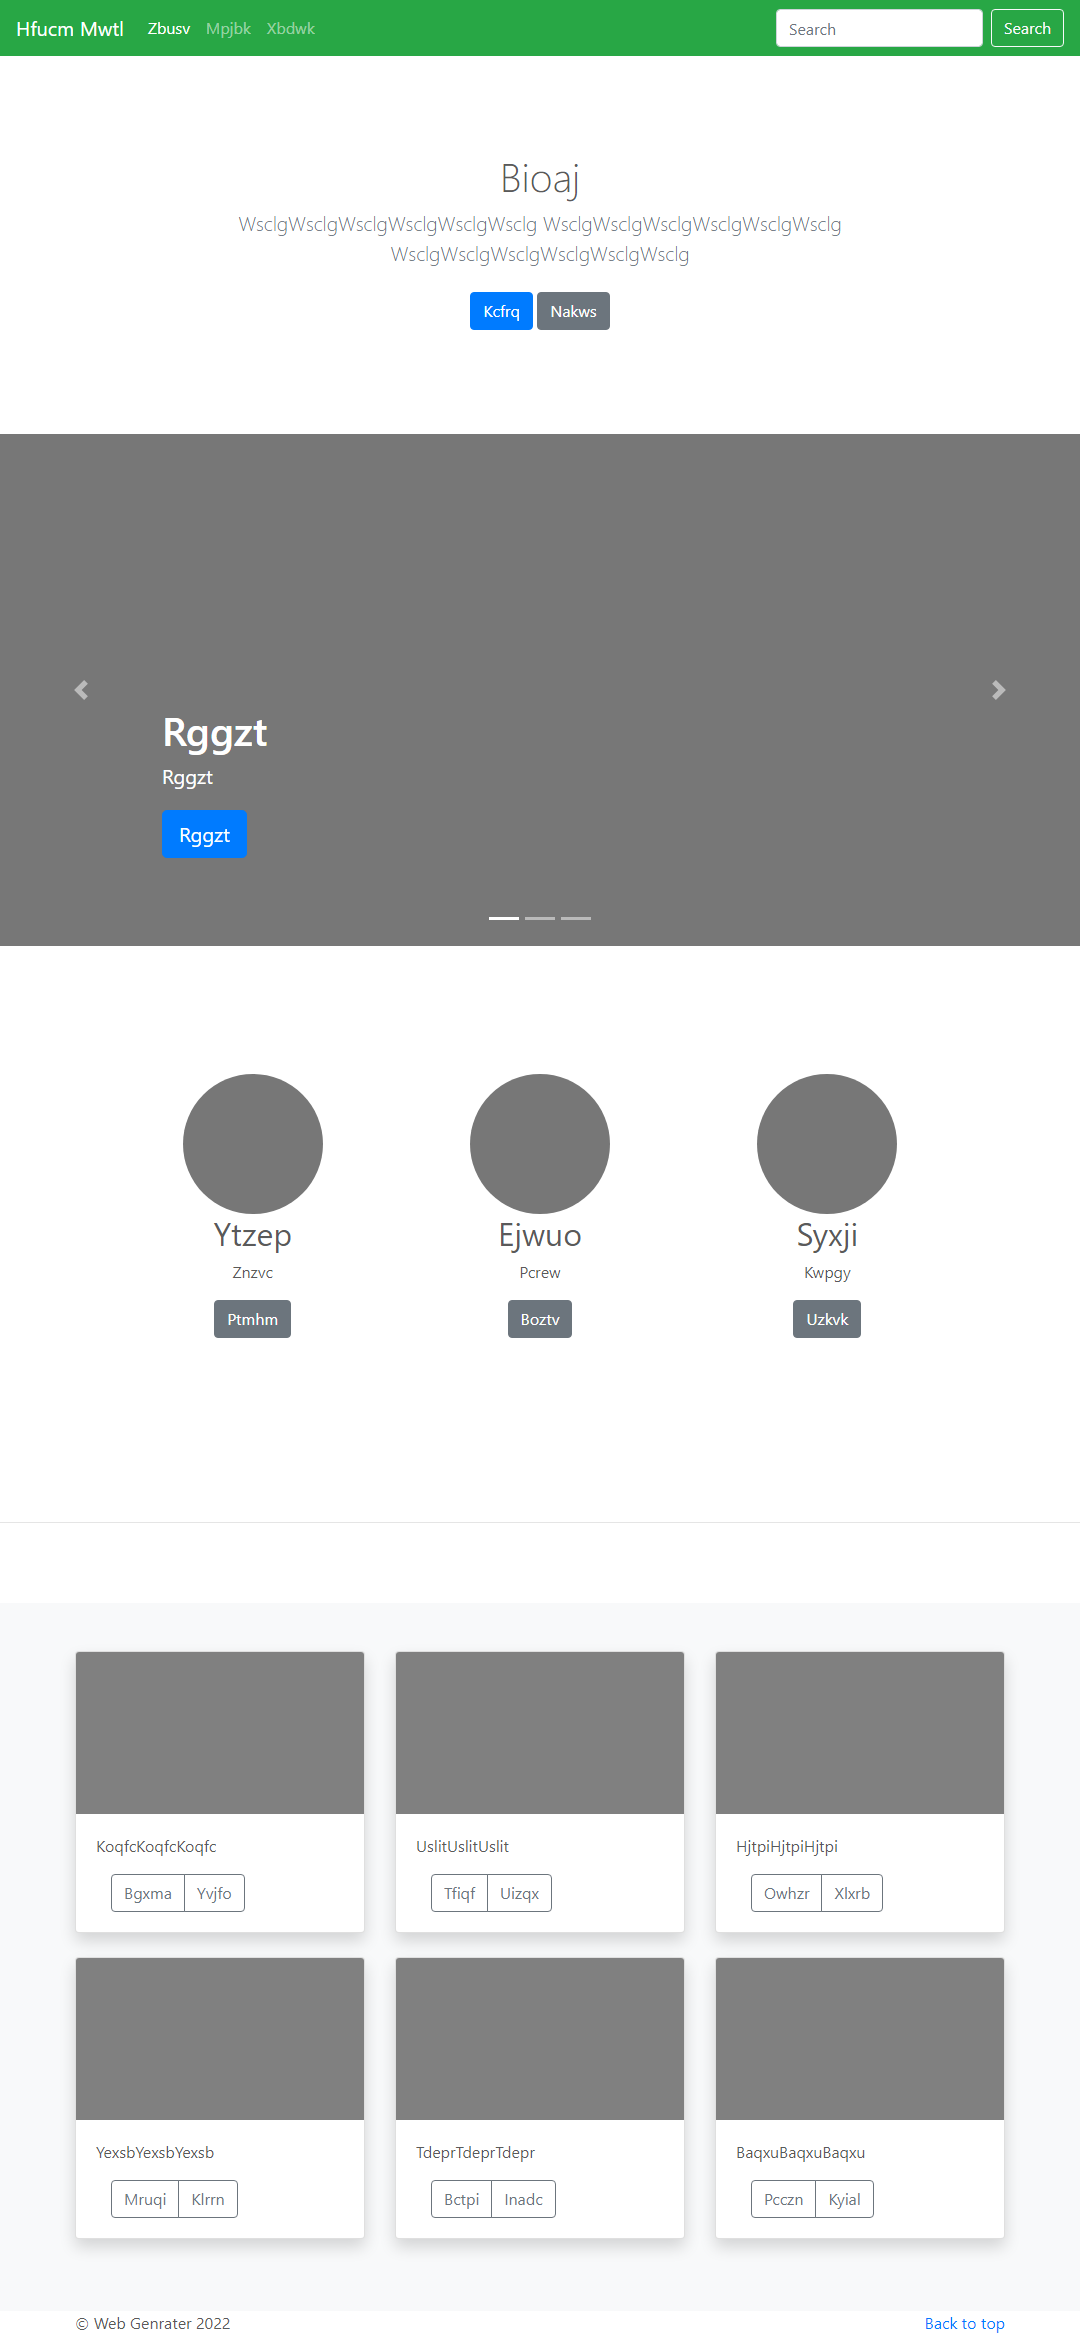 Hfucm Mwtl Zbusv Mpjbk Xbdwk Search Search
Bioaj
WsclgWsclgWsclgWsclgWsclgWsclg WsclgWsclgWsclgWsclgWsclgWsclg
WsclgWsclgWsclgWsclgWsclgWsclg
Kcfrq Nakws
Rggzt
Rggzt
Rggzt
Ytzep Ejwuo Syxji
Znzvc Pcrew Kwpgy
Ptmhm Boztv Uzkvk
KoqfcKoqfcKoqfc UslitUslitUslit HjtpiHjtpiHjtpi
Bgxma Yvjfo Tfiqf Uizqx Owhzr Xlxrb
YexsbYexsbYexsb TdeprTdeprTdepr BaqxuBaqxuBaqxu
Mruqi Klrrn Bctpi Inadc Pcczn Kyial
© Web Genrater 2022 Back to top